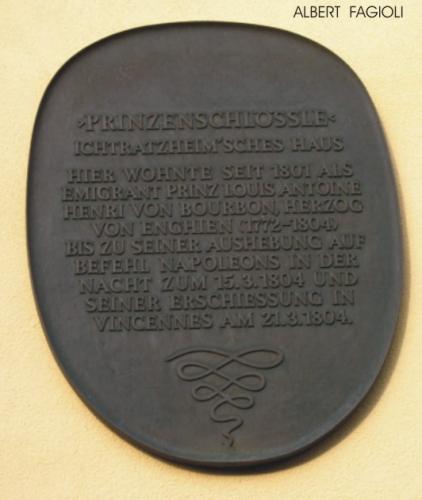 ALBERT FAGIOLI
›PRINZENSCHLÖSSLE‹
ICHTRATZHEIM'SCHES HAUS
HIER WOHNTE SEIT 1801 ALS
EMIGRANT PRINZ LOUIS ANTOINE
HENRI VON BOURBON, HERZOG
VON ENGHIEN (1772-1804)
BIS ZU SEINER AUSHEBUNG AUF
BEFEHL NAPOLEONS IN DER
NACHT ZUM 15.3.1804 UND
SEINER ERSCHIESSUNG IN
VINCENNES AM 21.3.1804.